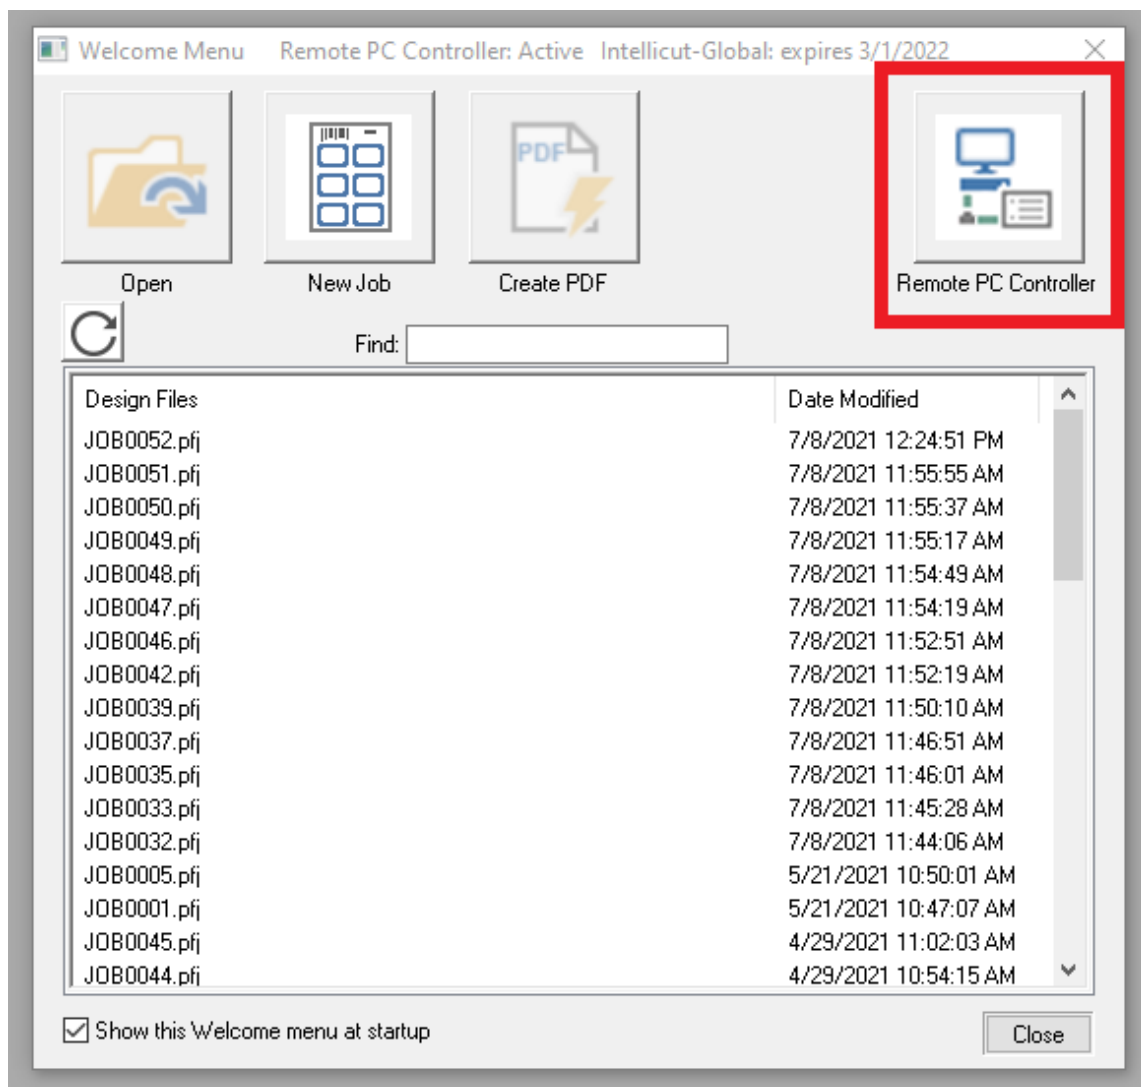 Welcome Menu Remote PC Controller: Active Intellicut-Global: expires 3/1/2022
PDF
Open New Job Create PDF Remote PC Controller
Find:
Design Files Date Modified
JOB0052.pfj 7/8/2021 12:24:51 PM
JOB0051.pfj 7/8/2021 11:55:55 AM
JOB0050.pfj 7/8/2021 11:55:37 AM
JOB0049.pfj 7/8/2021 11:55:17 AM
JOB0048.pfj 7/8/2021 11:54:49 AM
JOB0047.pfj 7/8/2021 11:54:19 AM
JOB0046.pfj 7/8/2021 11:52:51 AM
JOB0042.pfj 7/8/2021 11:52:19 AM
JOB0039.pfj 7/8/2021 11:50:10 AM
JOB0037.pfj 7/8/2021 11:46:51 AM
JOB0035.pfj 7/8/2021 11:46:01 AM
JOB0033.pfj 7/8/2021 11:45:28 AM
JOB0032.pfj 7/8/2021 11:44:06 AM
JOB0005.pfj 5/21/2021 10:50:01 AM
JOB0001.pfj 5/21/2021 10:47:07 AM
JOB0045.pfj 4/29/2021 11:02:03 AM
JOB0044.pfj 4/29/2021 10:54:15 AM
Show this Welcome menu at startup Close